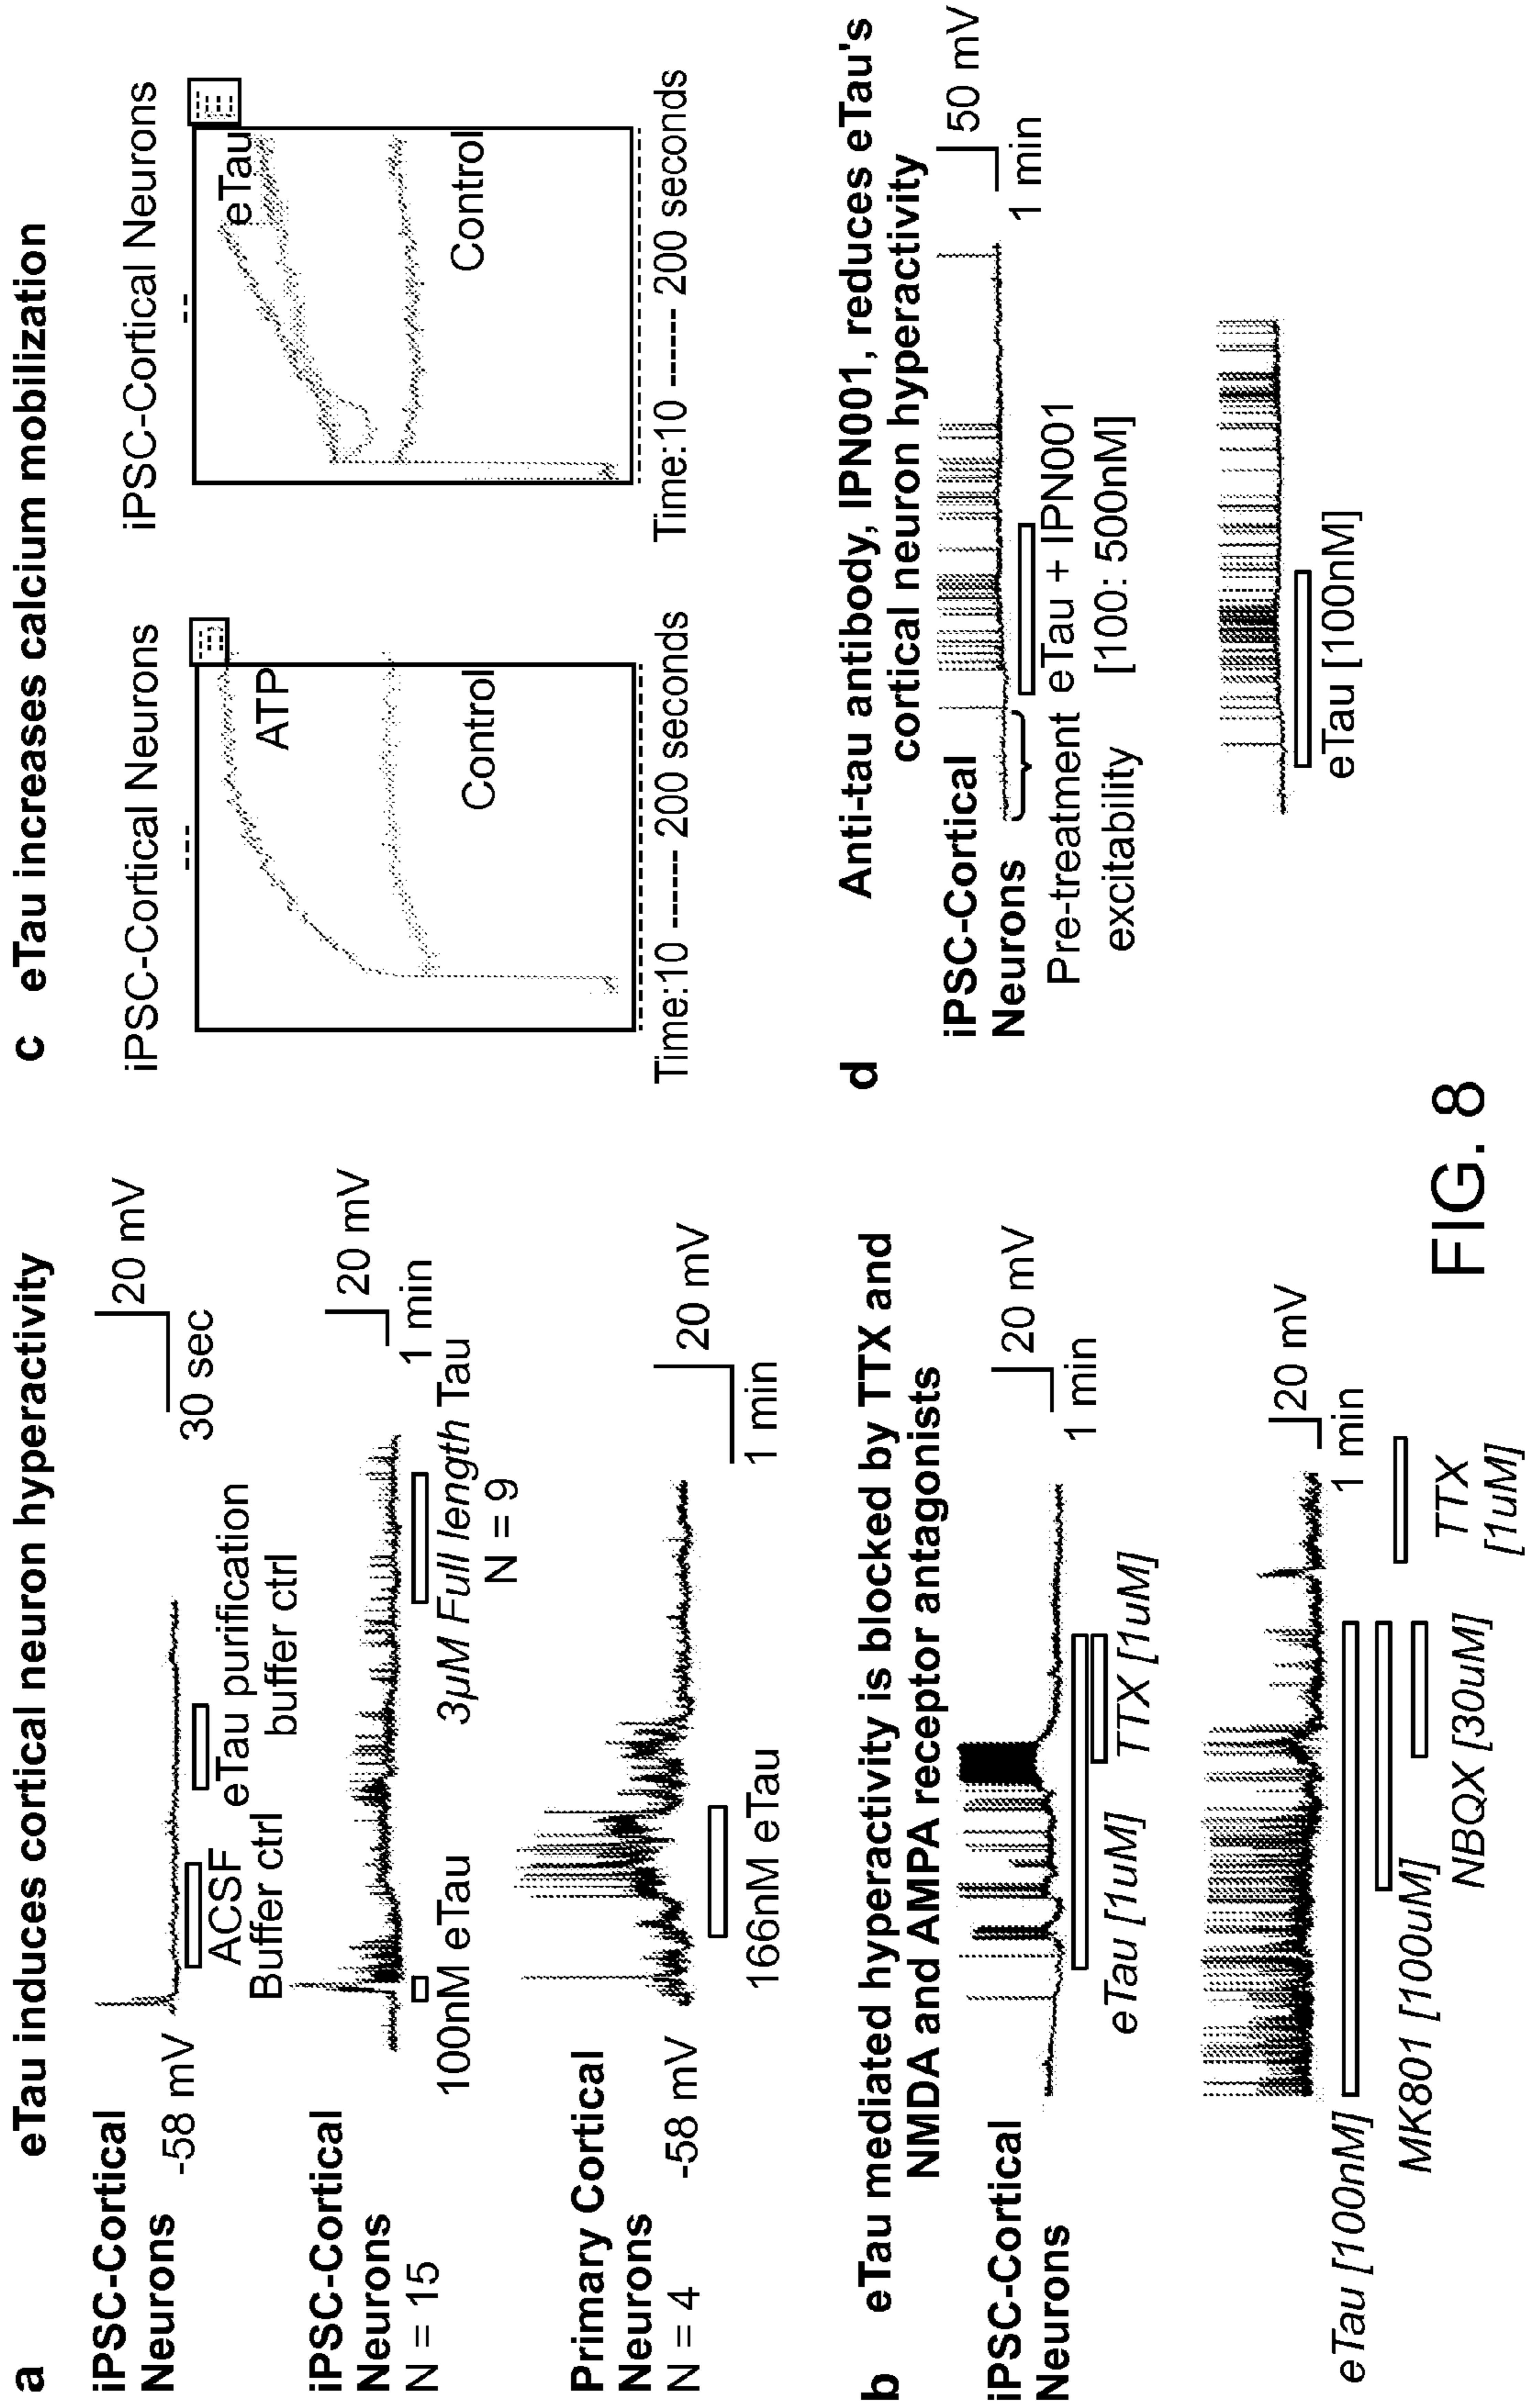 a eTau induces cortical neuron hyperactivity
iPSC-Cortical
Neurons
-58 mV
ACSF
Buffer ctrl
eTau purification
buffer ctrl
20 mV
30 sec
iPSC-Cortical
Neurons
N = 15
100nM eTau
3µM Full length Tau
N = 9
20 mV
1 min
Primary Cortical
Neurons
N = 4
-58 mV
166nM eTau
20 mV
1 min
b eTau mediated hyperactivity is blocked by TTX and
NMDA and AMPA receptor antagonists
iPSC-Cortical
Neurons
eTau [1uM]
TTX [1uM]
20 mV
1 min
eTau [100nM]
MK801 [100uM]
NBQX [30uM]
TTX
[1uM]
20 mV
1 min
c eTau increases calcium mobilization
iPSC-Cortical Neurons
ATP
Control
Time:10 ------ 200 seconds
iPSC-Cortical Neurons
eTau
Control
Time:10 ------ 200 seconds
d Anti-tau antibody, IPN001, reduces eTau's
cortical neuron hyperactivity
iPSC-Cortical
Neurons
Pre-treatment
excitability
eTau + IPN001
[100: 500nM]
50 mV
1 min
eTau [100nM]
FIG. 8